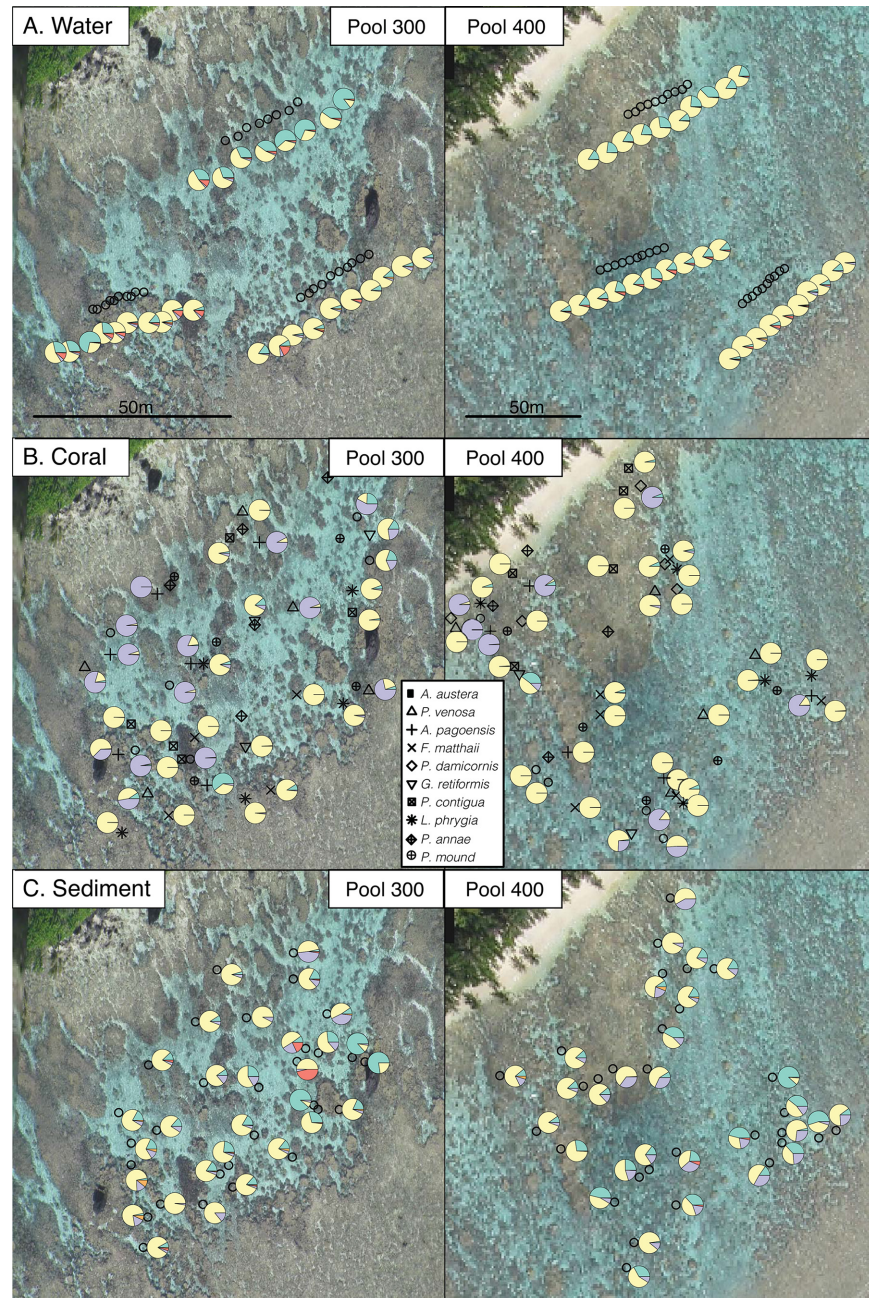 A. Water
Pool 300
Pool 400
50m
50m
B. Coral
Pool 300
Pool 400
A. austera
P. venosa
A. pagoensis
F. matthaii
P. damicornis
G. retiformis
P. contigua
L. phrygia
P. annae
P. mound
C. Sediment
Pool 300
Pool 400